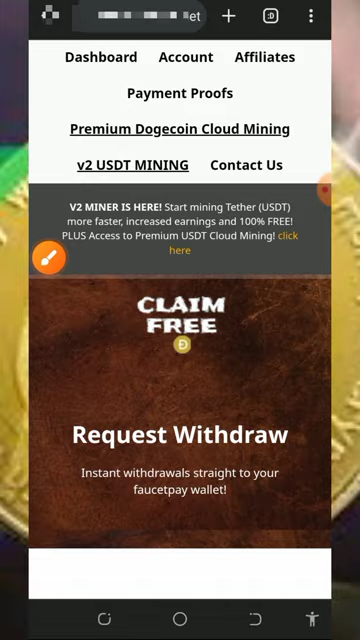 et
:D
Dashboard Account Affiliates
Payment Proofs
Premium Dogecoin Cloud Mining
v2 USDT MINING Contact Us
V2 MINER IS HERE! Start mining Tether (USDT)
more faster, increased earnings and 100% FREE!
PLUS Access to Premium USDT Cloud Mining! click
here
CLAIM
FREE
Ð
Request Withdraw
Instant withdrawals straight to your
faucetpay wallet!